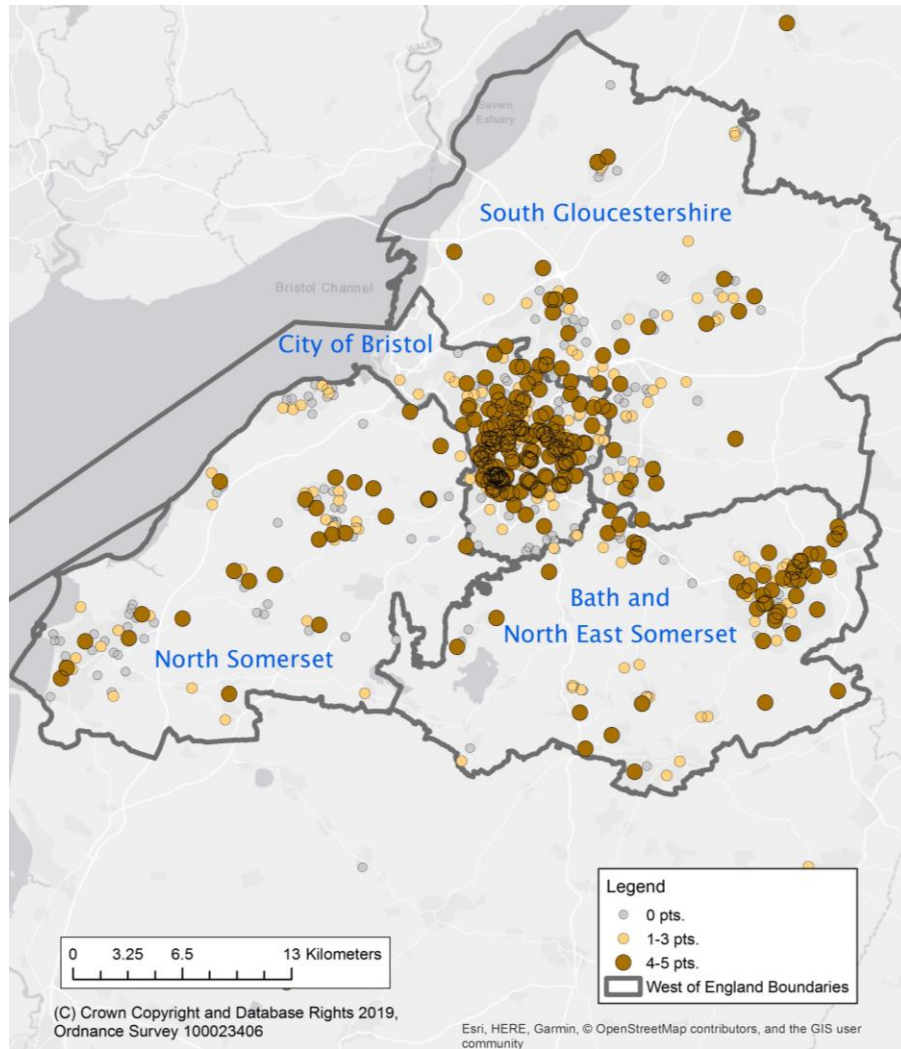 WALES
Severn
Estuary
South Gloucestershire
Bristol Channel
City of Bristol
Bath and
North East Somerset
North Somerset
Legend
0 pts.
1-3 pts.
4-5 pts.
West of England Boundaries
0 3.25 6.5 13 Kilometers
(C) Crown Copyright and Database Rights 2019,
Ordnance Survey 100023406
Esri, HERE, Garmin, © OpenStreetMap contributors, and the GIS user
community